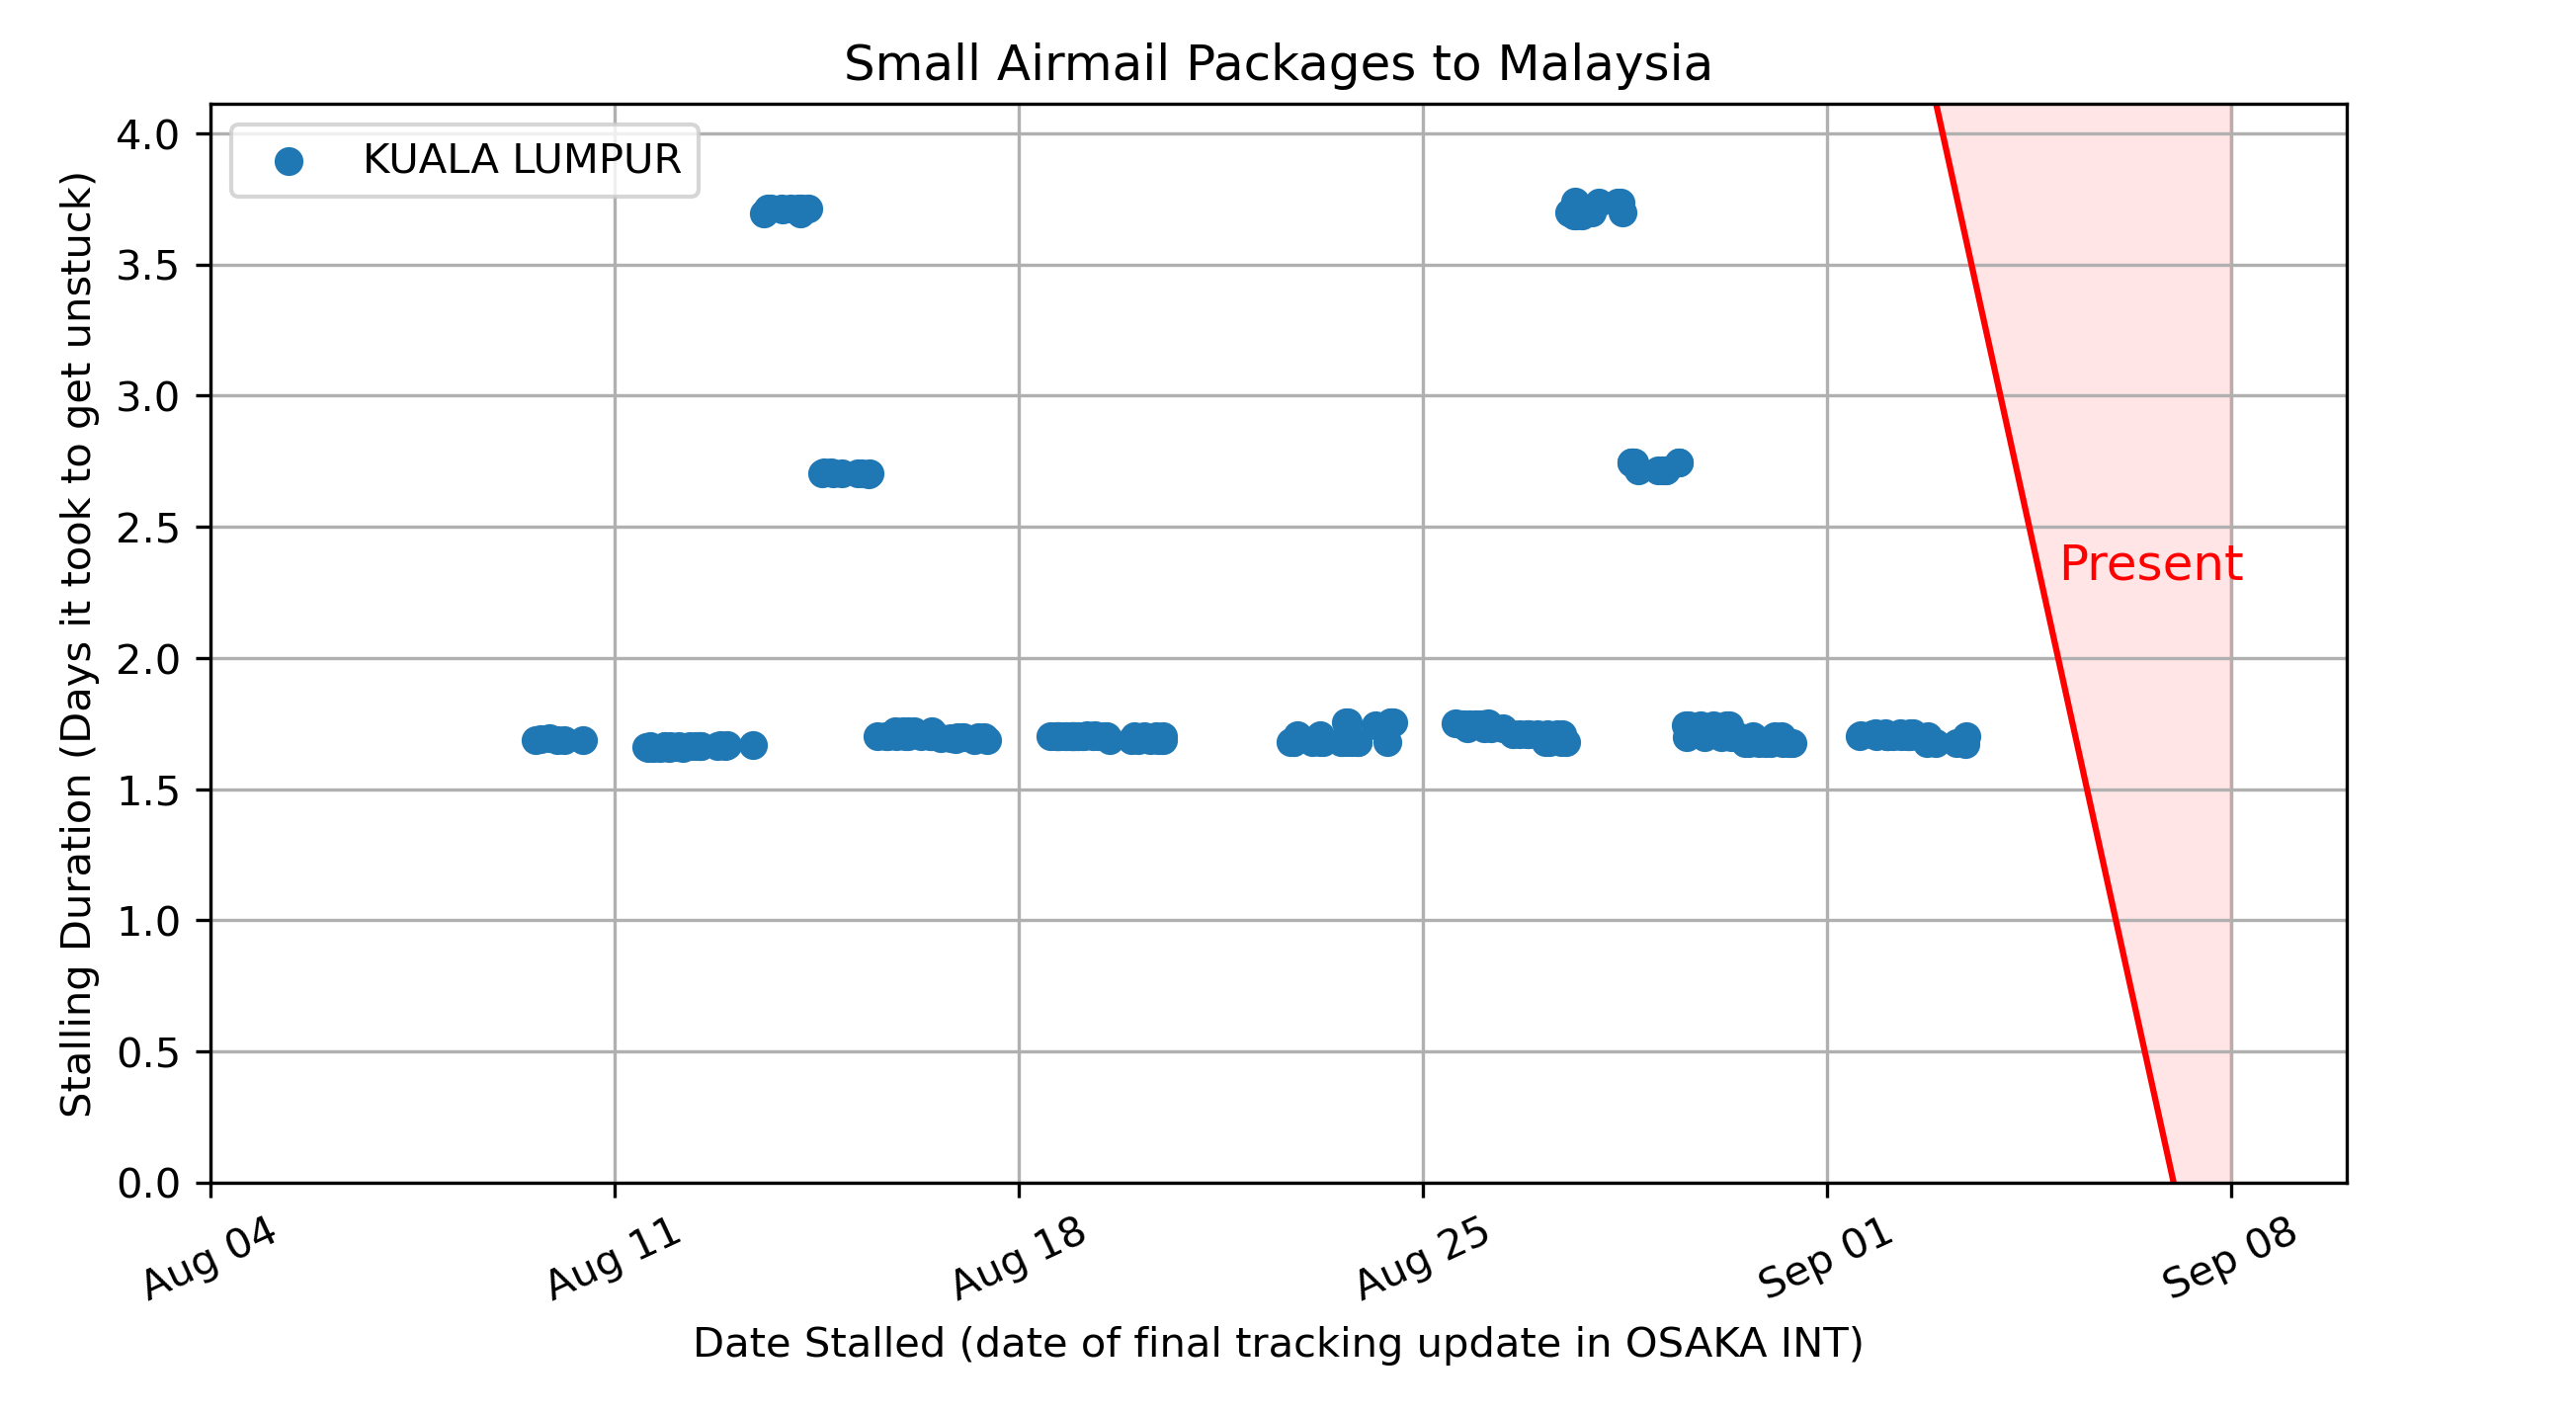 Small Airmail Packages to Malaysia
KUALA LUMPUR
Stalling Duration (Days it took to get unstuck)
4.0
3.5
3.0
2.5
2.0
1.5
1.0
0.5
0.0
Present
Aug 04
Aug 11
Aug 18
Aug 25
Sep 01
Sep 08
Date Stalled (date of final tracking update in OSAKA INT)